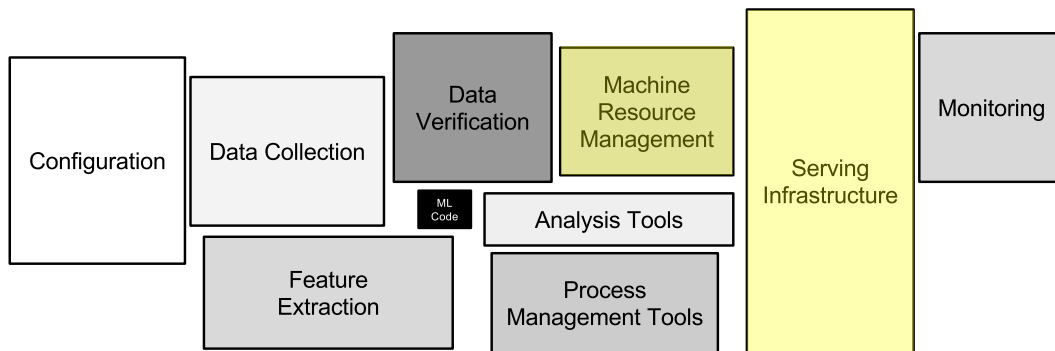 Configuration
Data Collection
Data
Verification
Machine
Resource
Management
Serving
Infrastructure
Monitoring
ML
Code
Analysis Tools
Feature
Extraction
Process
Management Tools